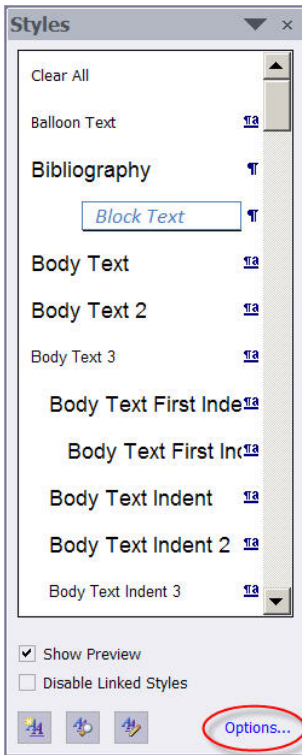 Styles
Clear All
Balloon Text ¶a
Bibliography ¶
Block Text ¶
Body Text ¶a
Body Text 2 ¶a
Body Text 3 ¶a
Body Text First Inde ¶a
Body Text First In ¶a
Body Text Indent ¶a
Body Text Indent 2 ¶a
Body Text Indent 3 ¶a
Show Preview
Disable Linked Styles
Options...